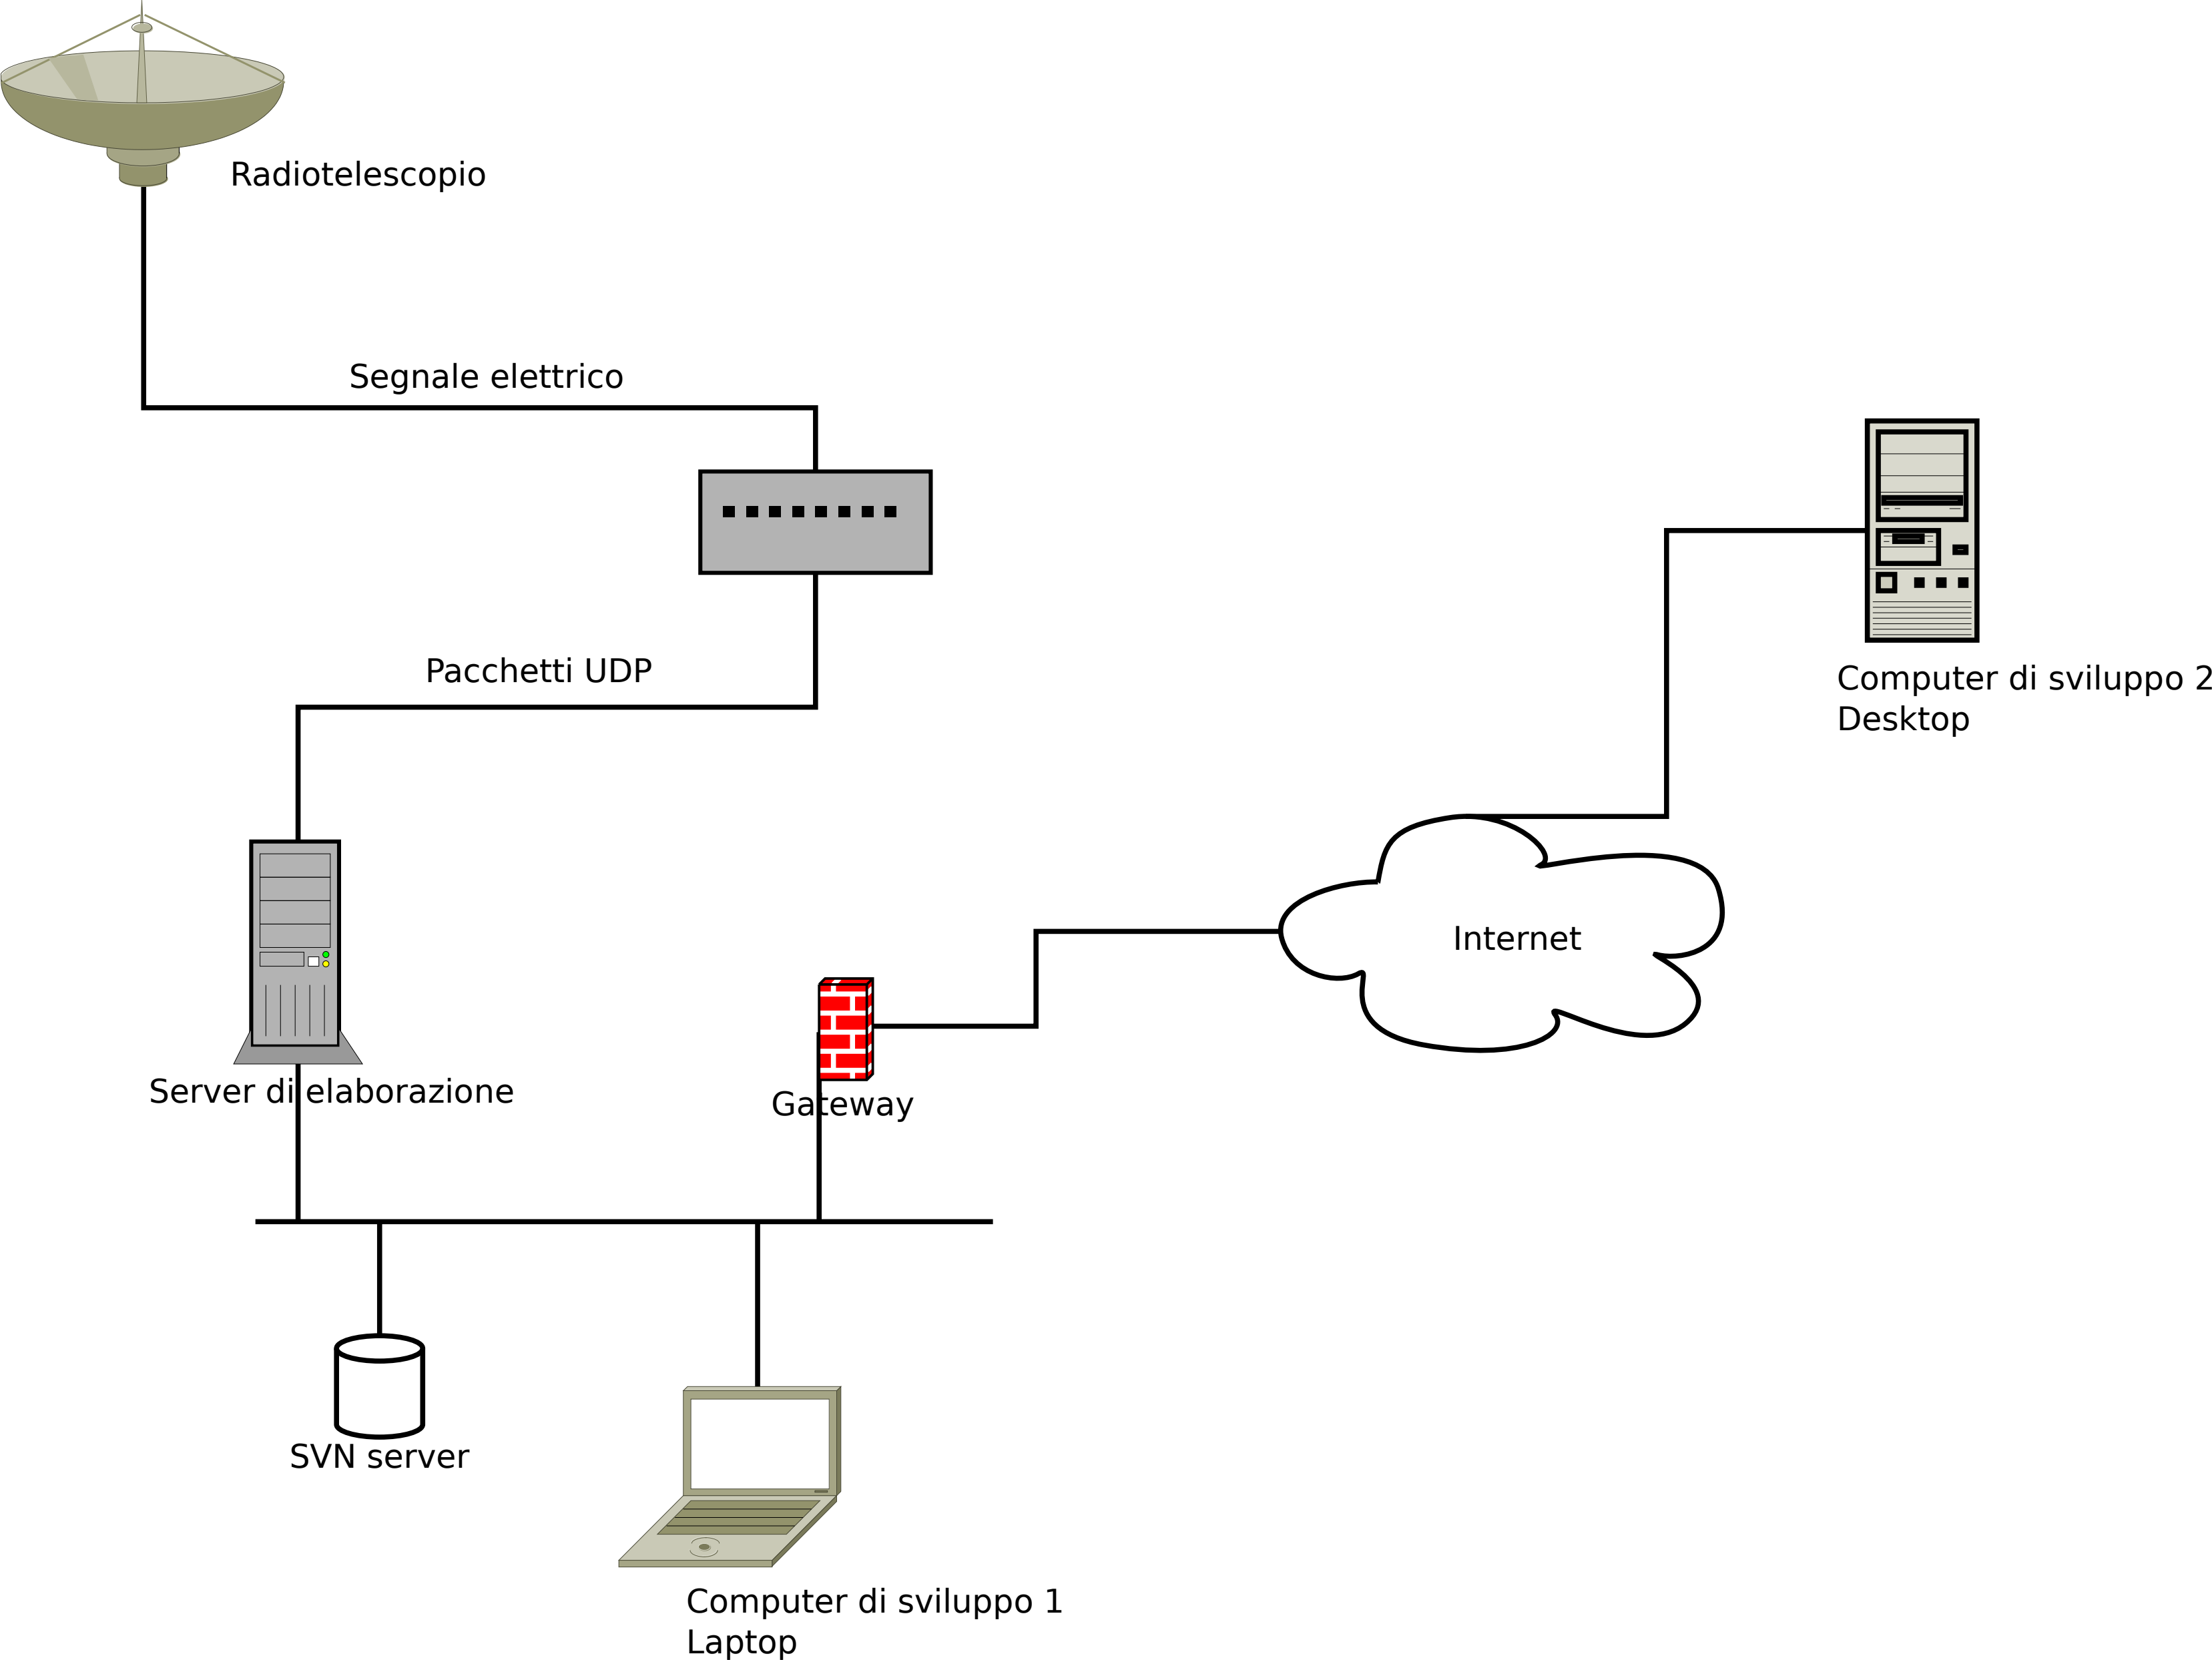 Radiotelescopio
Segnale elettrico
Pacchetti UDP
Computer di sviluppo 2
Desktop
Internet
Server di elaborazione
Gateway
SVN server
Computer di sviluppo 1
Laptop